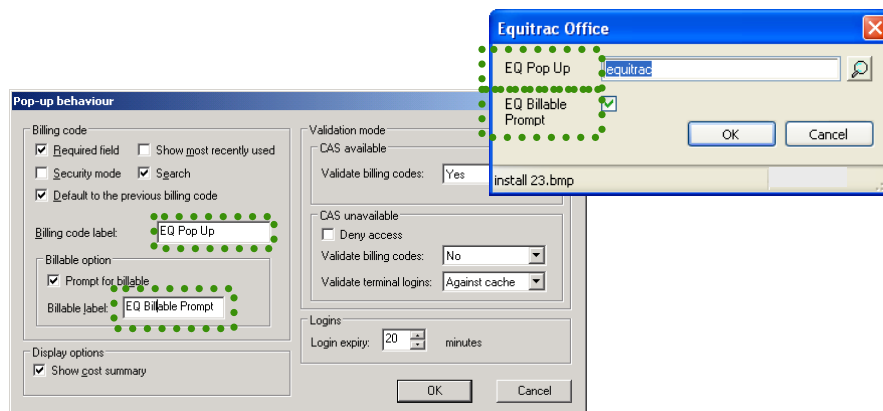 Equitrac Office
EQ Pop Up
equitrac
EQ Billable
Prompt
OK
Cancel
install 23.bmp
Pop-up behaviour
Billing code
Required field
Show most recently used
Security mode
Search
Default to the previous billing code
Billing code label:
EQ Pop Up
Billable option
Prompt for billable
Billable label:
EQ Billable Prompt
Display options
Show cost summary
Validation mode
CAS available
Validate billing codes:
Yes
CAS unavailable
Deny access
Validate billing codes:
No
Validate terminal logins:
Against cache
Logins
Login expiry:
20
minutes
OK
Cancel